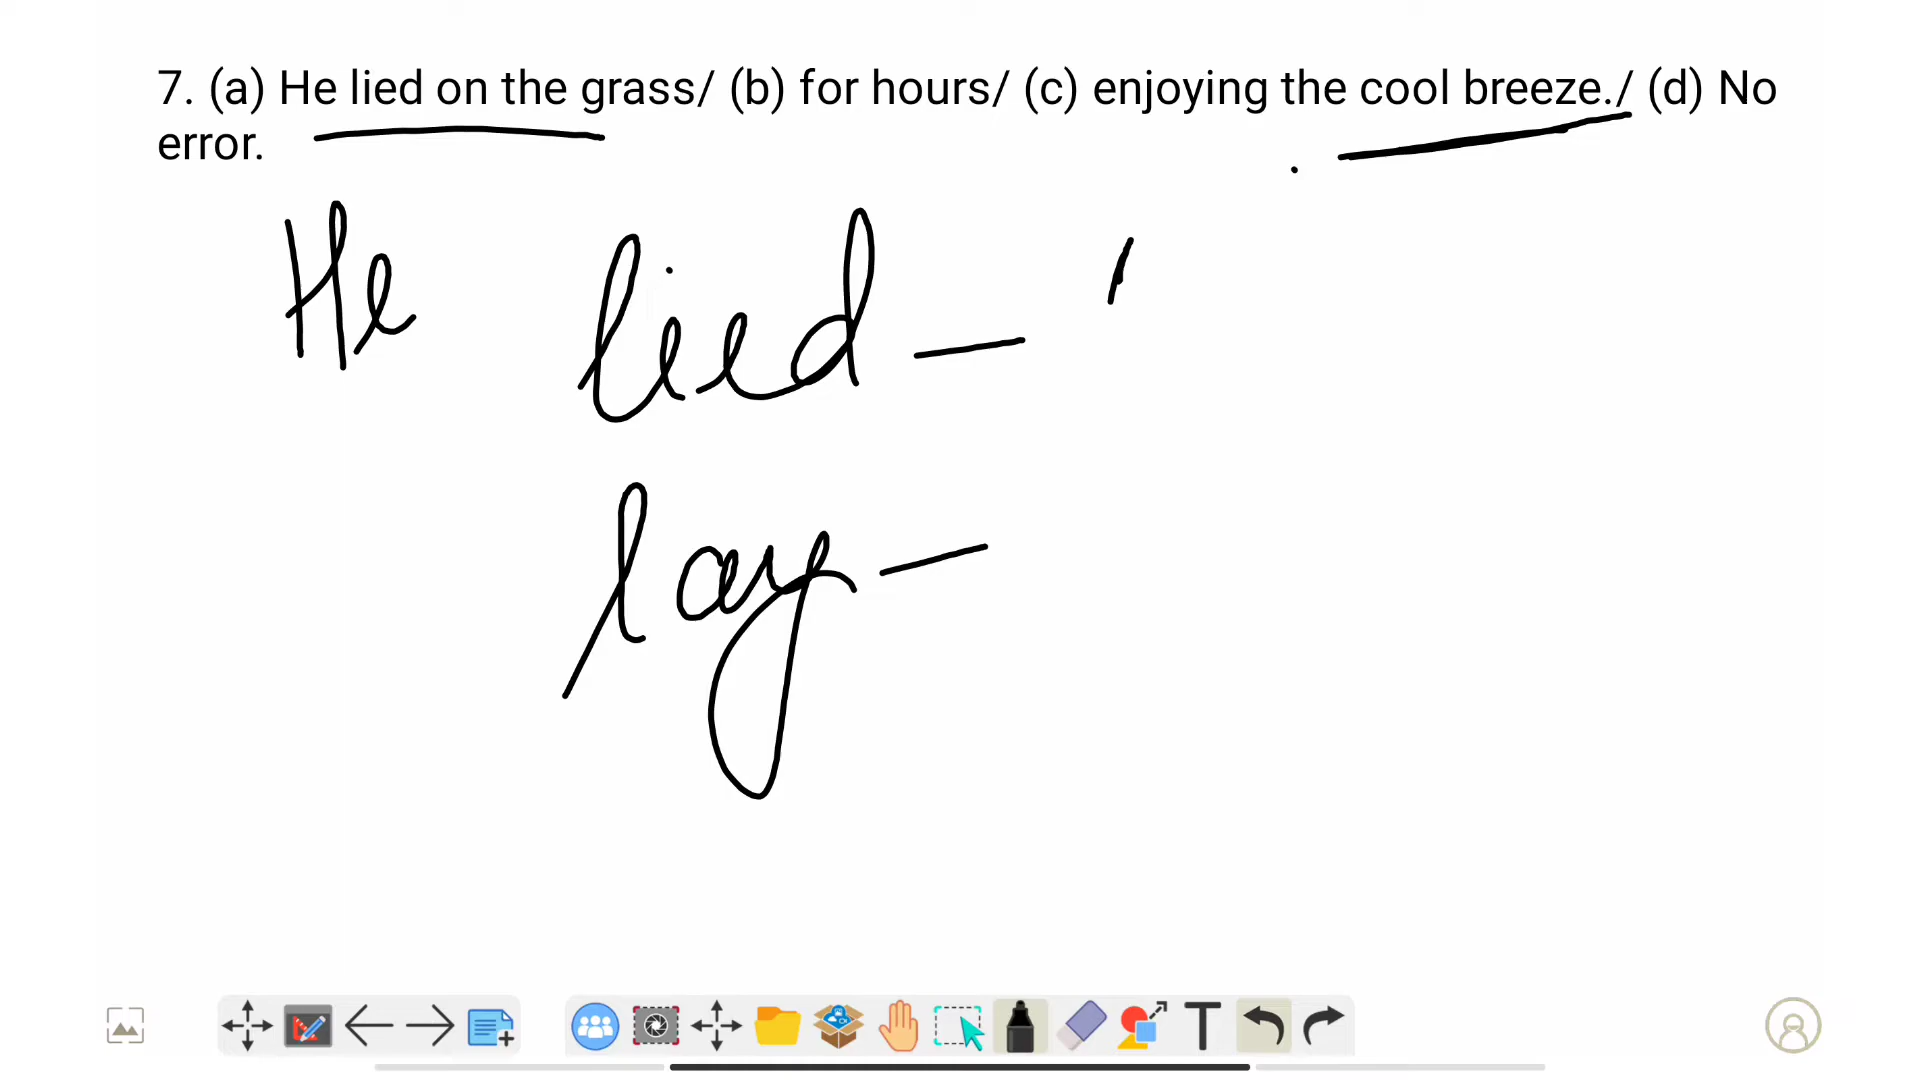 7. (a) He lied on the grass/ (b) for hours/ (c) enjoying the cool breeze./ (d) No
error.
He lied —
lay —